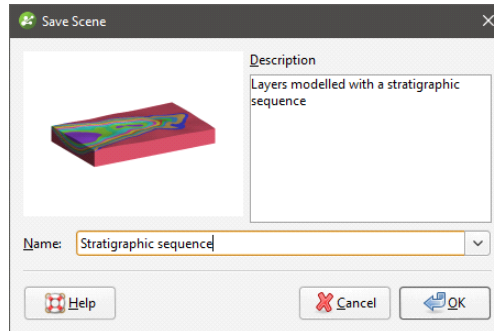 Save Scene
Description
Layers modelled with a stratigraphic
sequence
Name: Stratigraphic sequence
Help
Cancel
OK